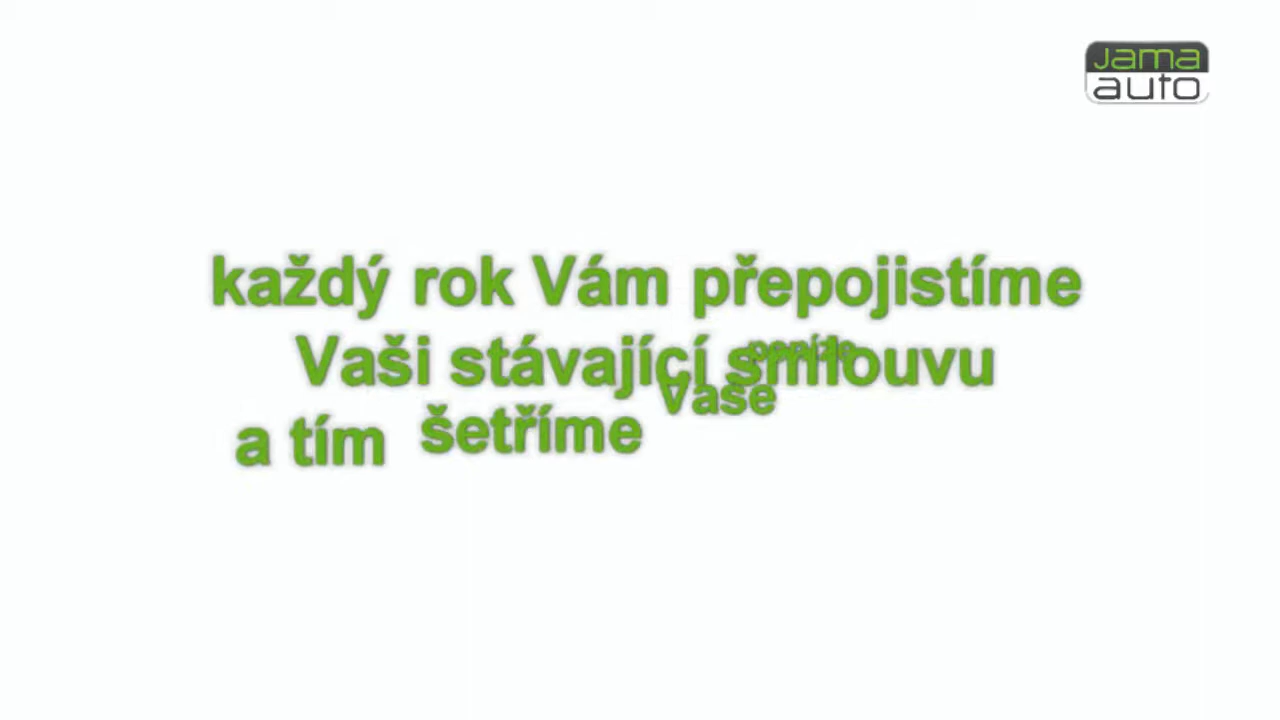 jama
auto
každý rok Vám přepojistíme
Vaši stávající smlouvu
a tím šetříme Vaše